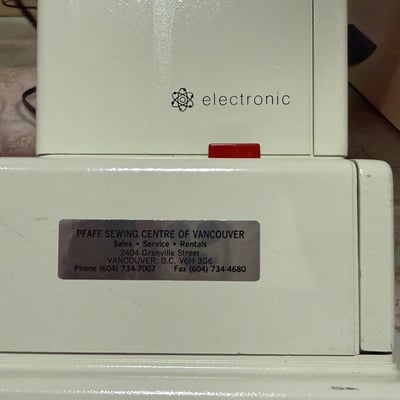 electronic
PFAFF SEWING CENTRE OF VANCOUVER
Sales • Service • Rentals
2404 Granville Street
VANCOUVER, B.C. V6H 3G6
Phone (604) 734-7007 Fax (604) 734-4680